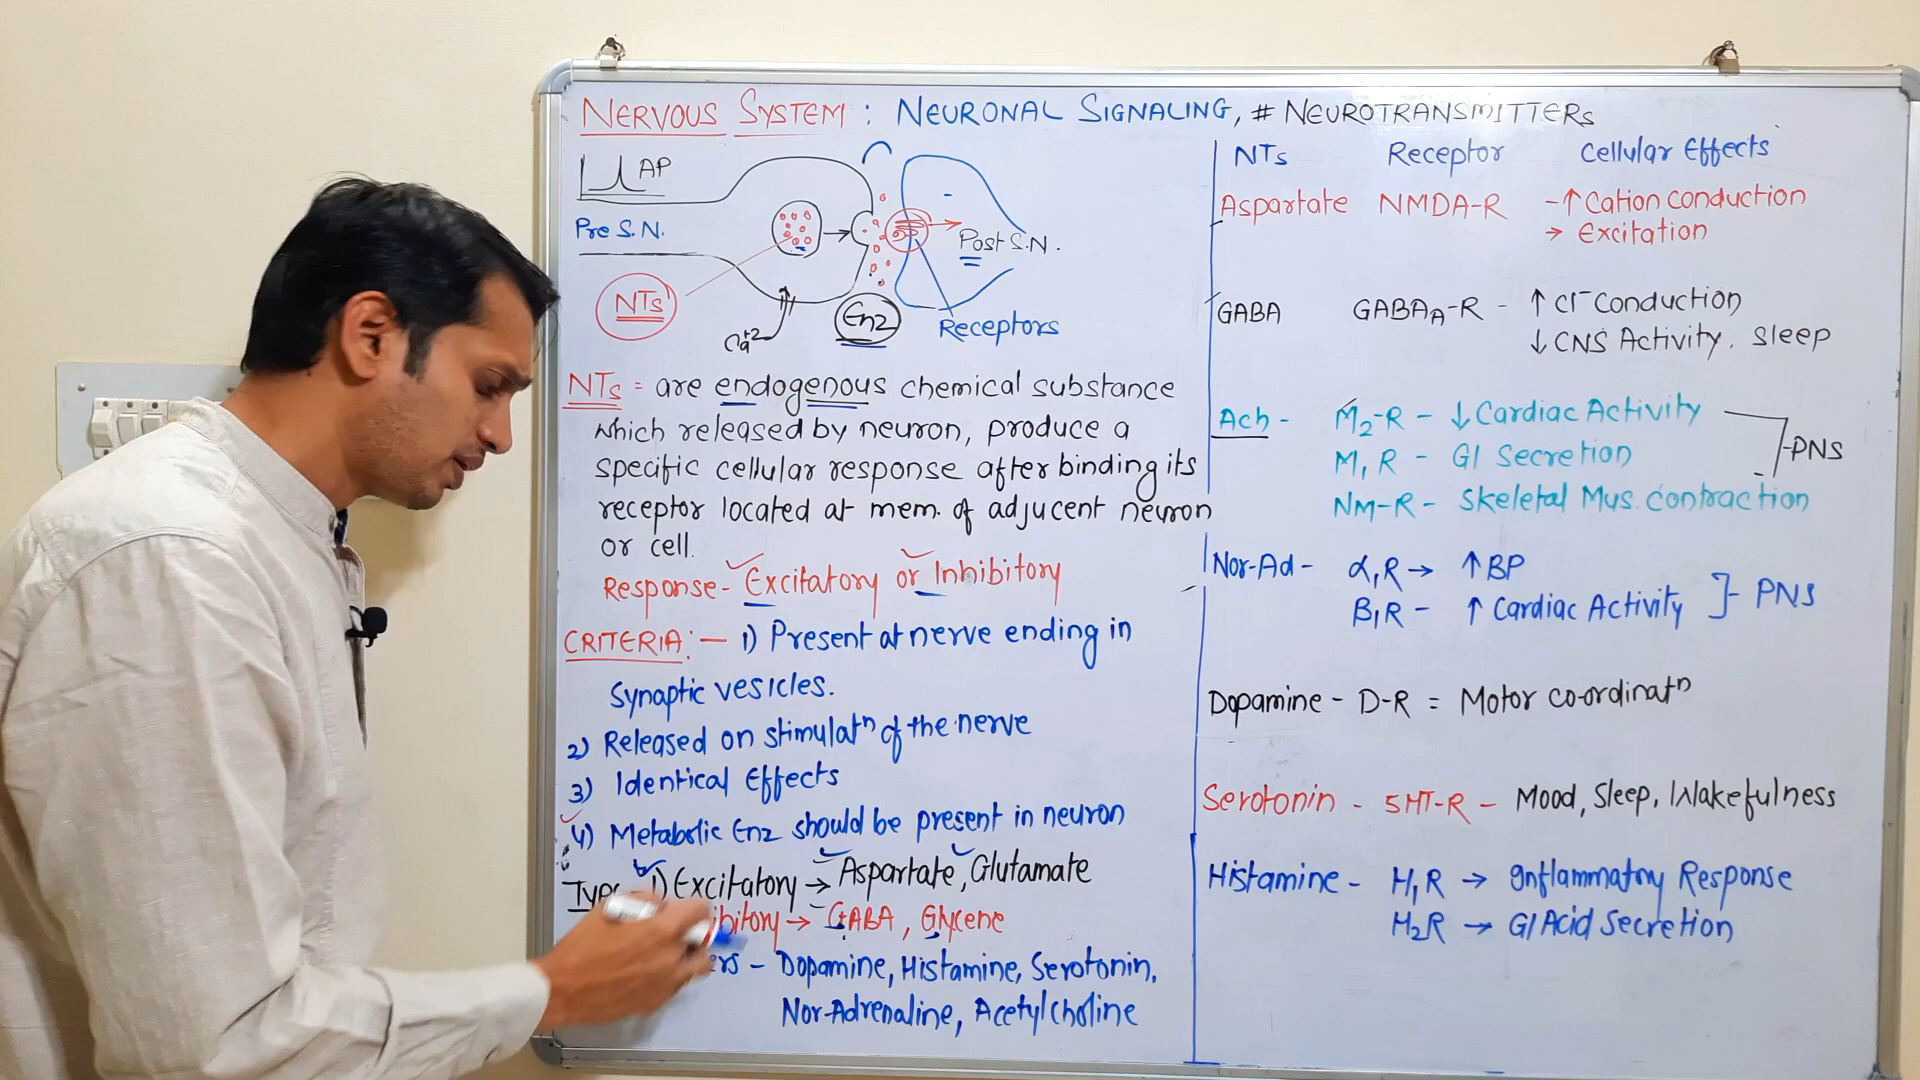 NERVOUS SYSTEM : NEURONAL SIGNALING, # NEUROTRANSMITTERS
AP
Pre S.N.
NTs
Ca+2
Enz
Receptors
Post S.N.
NTs = are endogenous chemical substance
which released by neuron, produce a
specific cellular response after binding its
receptor located at mem. of adjucent neuron
or cell.
Response - Excitatory or Inhibitory
CRITERIA: — 1) Present at nerve ending in
Synaptic vesicles.
2) Released on stimulatn of the nerve
3) Identical Effects
4) Metabolic Enz should be present in neuron
1) Excitatory → Aspartate, Glutamate
bitory → GABA, Glycene
ers - Dopamine, Histamine, Serotonin,
Nor-Adrenaline, Acetylcholine
NTs Receptor Cellular Effects
Aspartate NMDA-R - ↑ Cation conduction
→ Excitation
GABA GABAA-R - ↑ Cl- Conduction
↓ CNS Activity. Sleep
Ach - M2-R - ↓ Cardiac Activity
M1R - GI Secretion
PNS
NM-R - Skeletal Mus. contraction
Nor-Ad - α1R → ↑ BP
B1R - ↑ Cardiac Activity ]- PNS
Dopamine - D-R = Motor co-ordinatn
Serotonin - 5HT-R - Mood, Sleep, Wakefulness
Histamine - H1R → Inflammatory Response
H2R → GI Acid Secretion